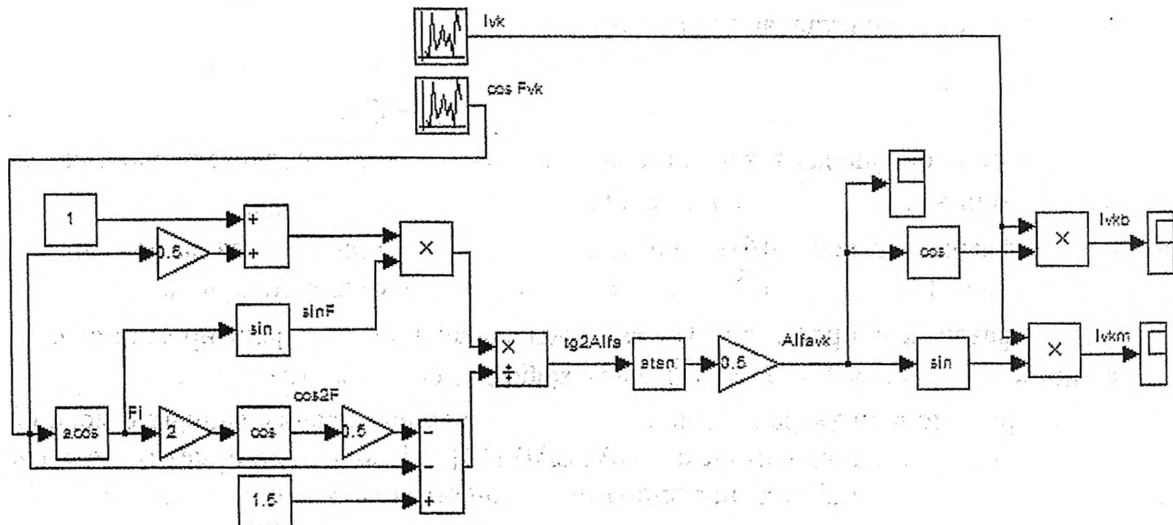 Ivk
cos Fvk
1
+
+
0.5
×
sin
sinF
×
÷
tg2Alfa
atan
0.5
Alfavk
cos
×
Ivkb
sin
×
Ivkm
acos
Fi
2
cos
cos2F
0.5
-
-
+
1.5